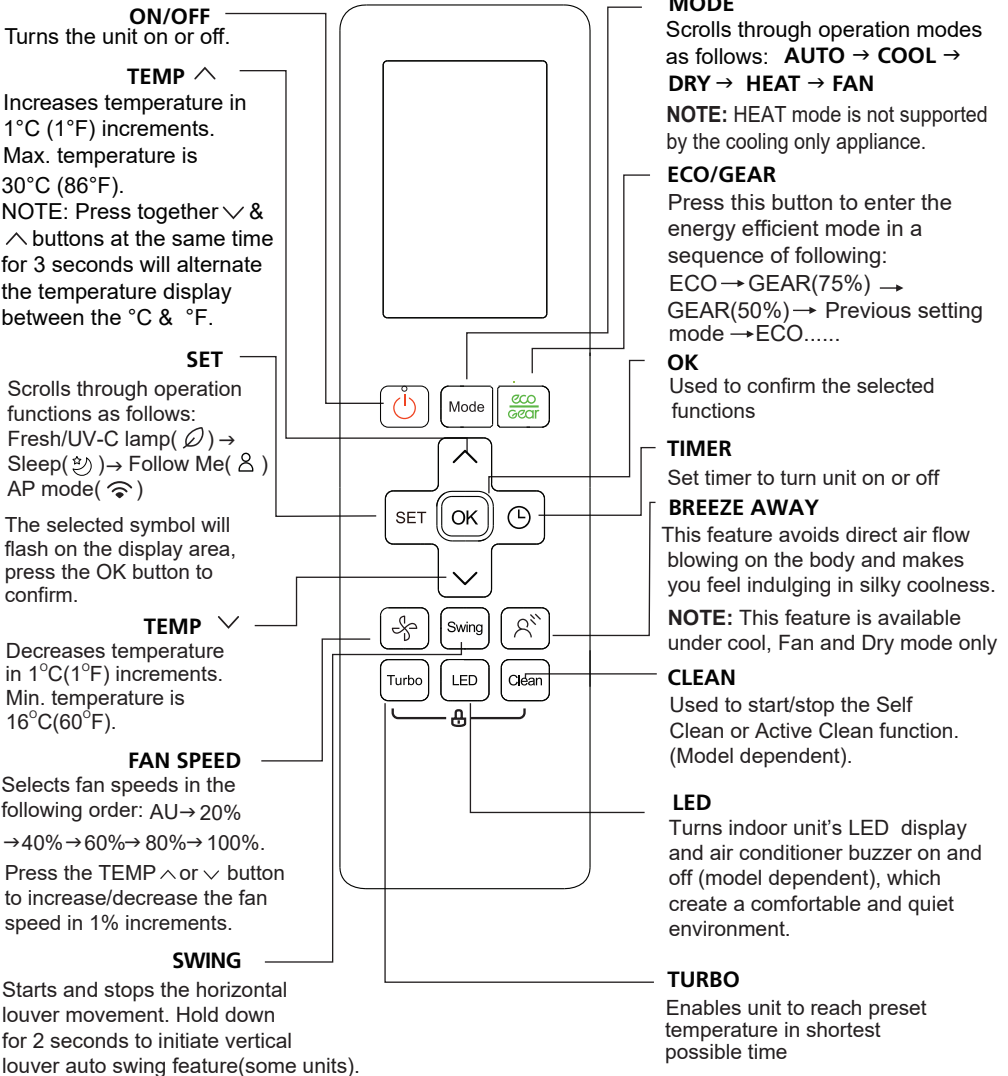 ON/OFF
Turns the unit on or off.
TEMP ∧
Increases temperature in
1°C (1°F) increments.
Max. temperature is
30°C (86°F).
NOTE: Press together ∨ &
∧ buttons at the same time
for 3 seconds will alternate
the temperature display
between the °C & °F.
SET
Scrolls through operation
functions as follows:
Fresh/UV-C lamp( ) →
Sleep( )→ Follow Me( )
AP mode( )
The selected symbol will
flash on the display area,
press the OK button to
confirm.
TEMP ∨
Decreases temperature
in 1°C(1°F) increments.
Min. temperature is
16°C(60°F).
FAN SPEED
Selects fan speeds in the
following order: AU→ 20%
→40%→60%→ 80%→ 100%.
Press the TEMP ∧ or ∨ button
to increase/decrease the fan
speed in 1% increments.
SWING
Starts and stops the horizontal
louver movement. Hold down
for 2 seconds to initiate vertical
louver auto swing feature(some units).
Mode
eco
Gear
SET
OK
Swing
Turbo
LED
Clean
MODE
Scrolls through operation modes
as follows: AUTO → COOL →
DRY → HEAT → FAN
NOTE: HEAT mode is not supported
by the cooling only appliance.
ECO/GEAR
Press this button to enter the
energy efficient mode in a
sequence of following:
ECO → GEAR(75%) →
GEAR(50%)→ Previous setting
mode →ECO......
OK
Used to confirm the selected
functions
TIMER
Set timer to turn unit on or off
BREEZE AWAY
This feature avoids direct air flow
blowing on the body and makes
you feel indulging in silky coolness.
NOTE: This feature is available
under cool, Fan and Dry mode only
CLEAN
Used to start/stop the Self
Clean or Active Clean function.
(Model dependent).
LED
Turns indoor unit's LED display
and air conditioner buzzer on and
off (model dependent), which
create a comfortable and quiet
environment.
TURBO
Enables unit to reach preset
temperature in shortest
possible time